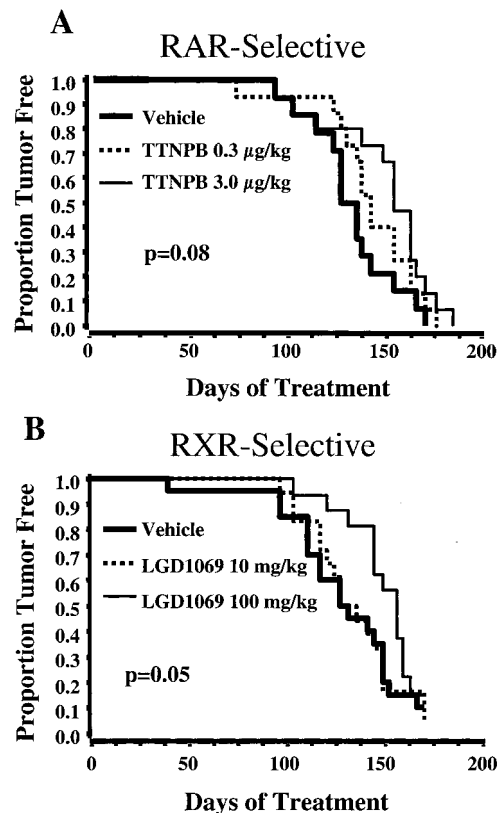 A
RAR-Selective
Proportion Tumor Free
1.0
0.9
0.8
0.7
0.6
0.5
0.4
0.3
0.2
0.1
0.0
Vehicle
TTNPB 0.3 µg/kg
TTNPB 3.0 µg/kg
p=0.08
0
50
100
150
200
Days of Treatment
B
RXR-Selective
Proportion Tumor Free
1.0
0.9
0.8
0.7
0.6
0.5
0.4
0.3
0.2
0.1
0.0
Vehicle
LGD1069 10 mg/kg
LGD1069 100 mg/kg
p=0.05
0
50
100
150
200
Days of Treatment